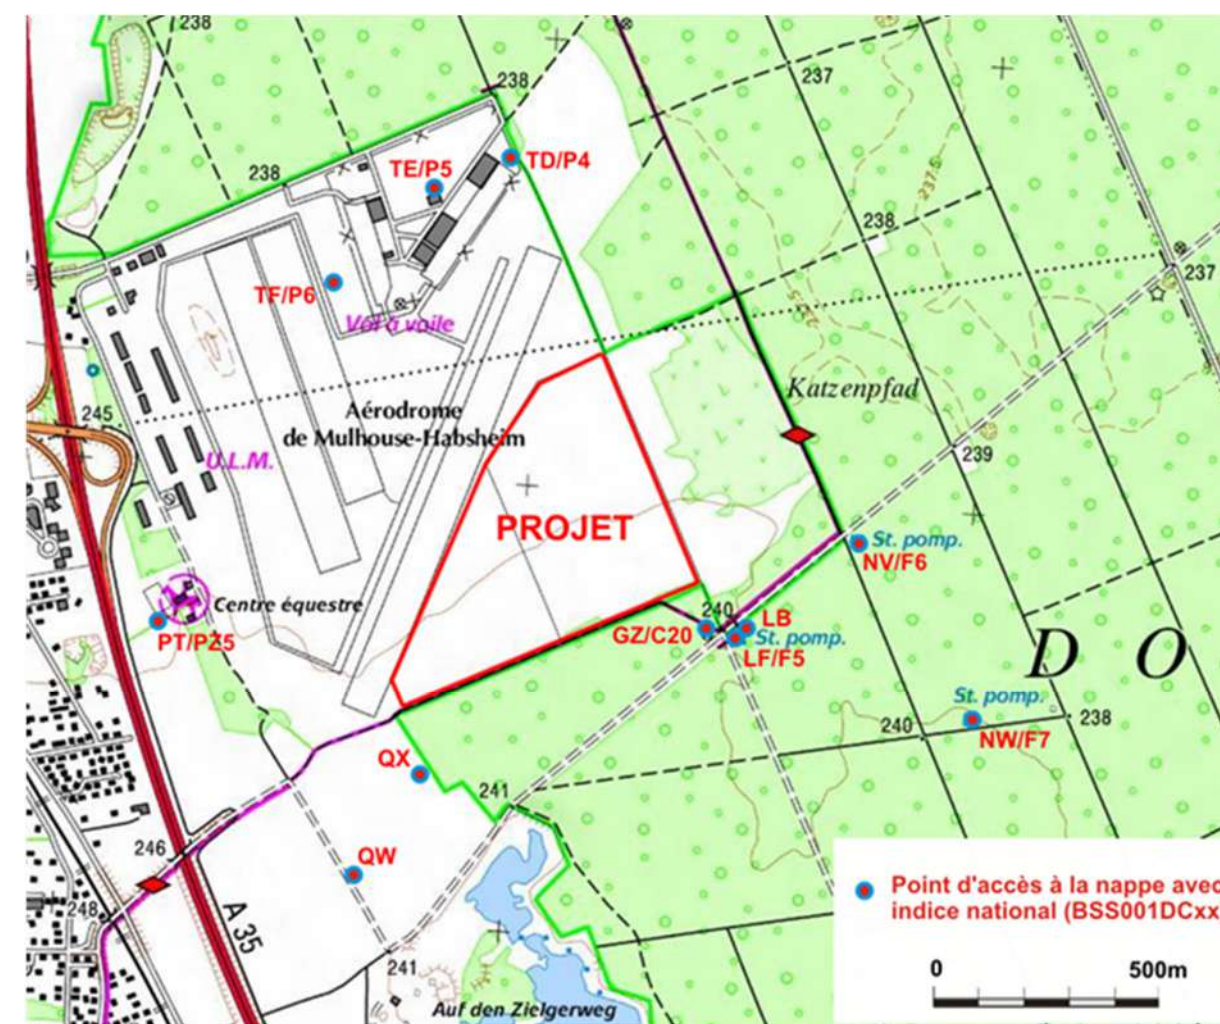 238
237
238
TE/P5
TD/P4
238
237.5
238
237
TF/P6
Vol à voile
Katzenpfad
245
Aérodrome
de Mulhouse-Habsheim
239
U.L.M.
PROJET
St. pomp.
NV/F6
Centre équestre
240
LB
GZ/C20
St. pomp.
PT/PZ5
LF/F5
D O
St. pomp.
240
238
NW/F7
QX
241
246
QW
248
A 35
Point d'accès à la nappe avec
indice national (BSS001DCxx
0
500m
241
Auf den Zielgerweg